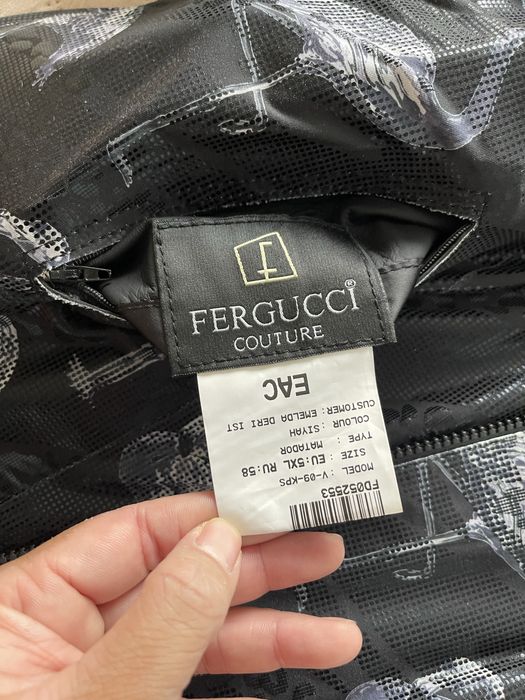 FERGUCCİ®
COUTURE
FD052553
MODEL : V-09-KPS
SIZE : EU:5XL RU:58
TYPE : MATADOR
COLOUR : SIYAH
CUSTOMER: EMELDA DERI IST
EAC